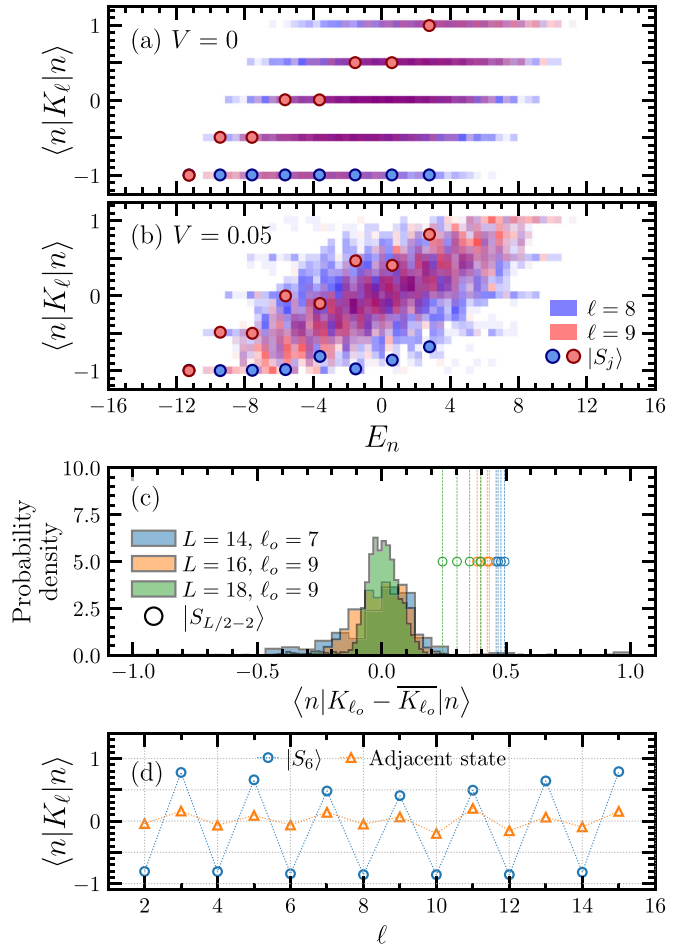 (a) V = 0
⟨n|K_ℓ|n⟩
1
0
−1
(b) V = 0.05
⟨n|K_ℓ|n⟩
1
0
−1
ℓ = 8
ℓ = 9
|S_j⟩
−16 −12 −8 −4 0 4 8 12 16
E_n
(c)
Probability
density
10.0
7.5
5.0
2.5
0.0
L = 14, ℓ_o = 7
L = 16, ℓ_o = 9
L = 18, ℓ_o = 9
|S_{L/2−2}⟩
−1.0 −0.5 0.0 0.5 1.0
⟨n|K_{ℓ_o} − \overline{K_{ℓ_o}}|n⟩
(d)
|S_6⟩ Adjacent state
⟨n|K_ℓ|n⟩
1
0
−1
2 4 6 8 10 12 14 16
ℓ